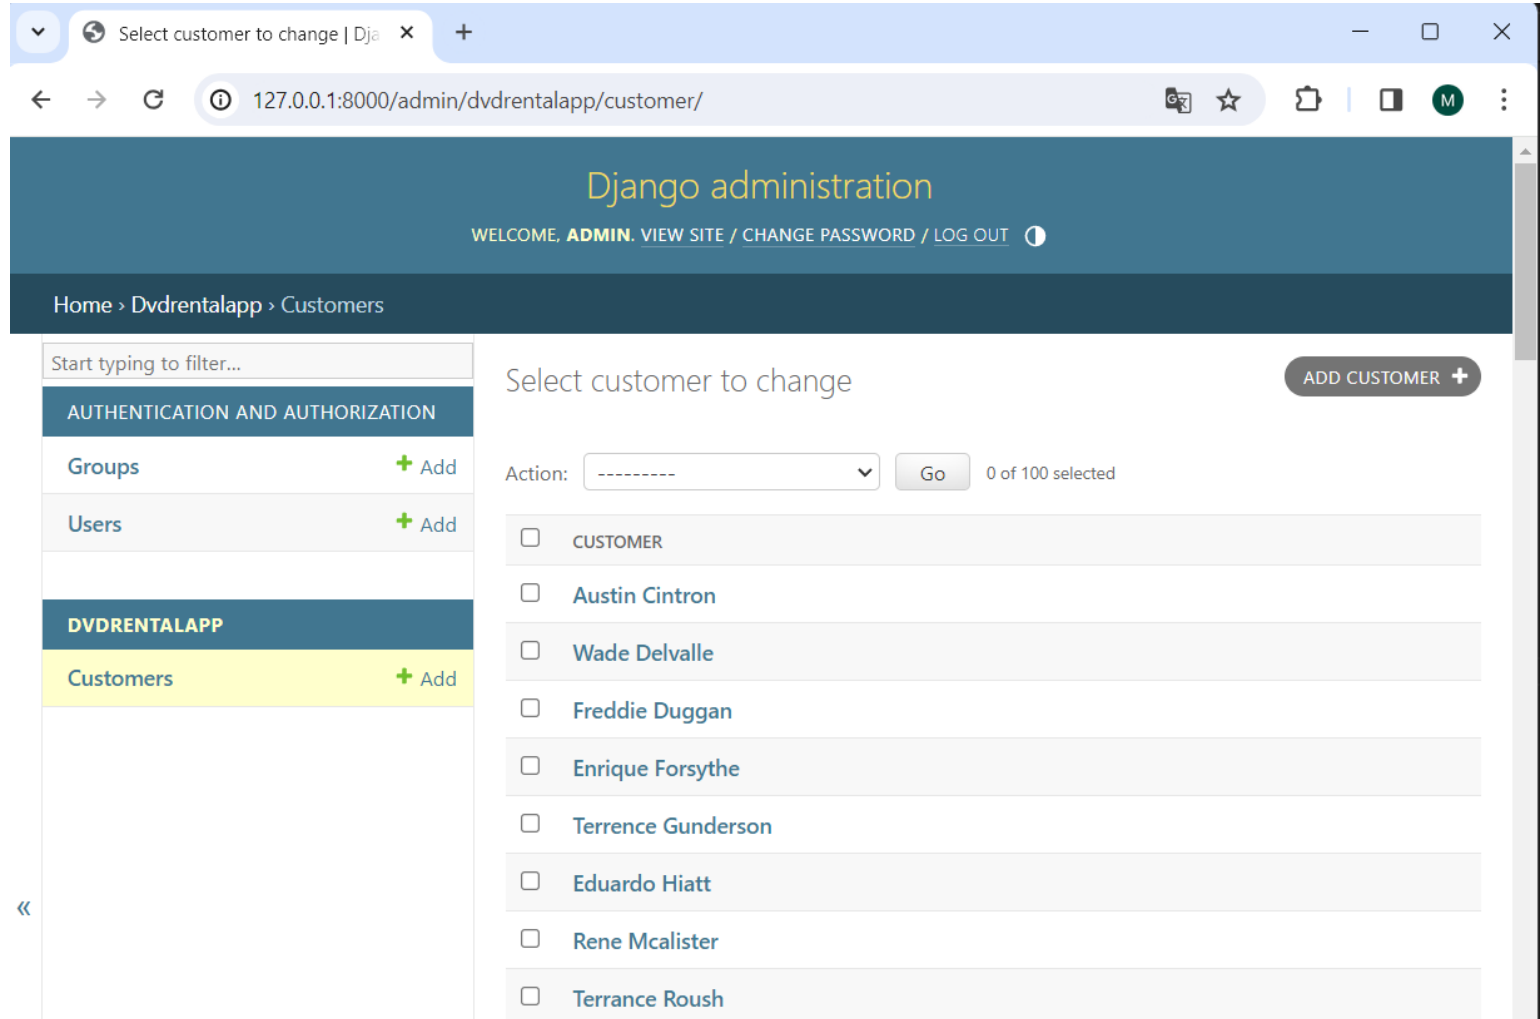 Select customer to change | Dja
127.0.0.1:8000/admin/dvdrentalapp/customer/
M
Django administration
WELCOME, ADMIN. VIEW SITE / CHANGE PASSWORD / LOG OUT
Home › Dvdrentalapp › Customers
Start typing to filter...
AUTHENTICATION AND AUTHORIZATION
Groups + Add
Users + Add
DVDRENTALAPP
Customers + Add
«
Select customer to change
ADD CUSTOMER +
Action: --------- Go 0 of 100 selected
CUSTOMER
Austin Cintron
Wade Delvalle
Freddie Duggan
Enrique Forsythe
Terrence Gunderson
Eduardo Hiatt
Rene Mcalister
Terrance Roush